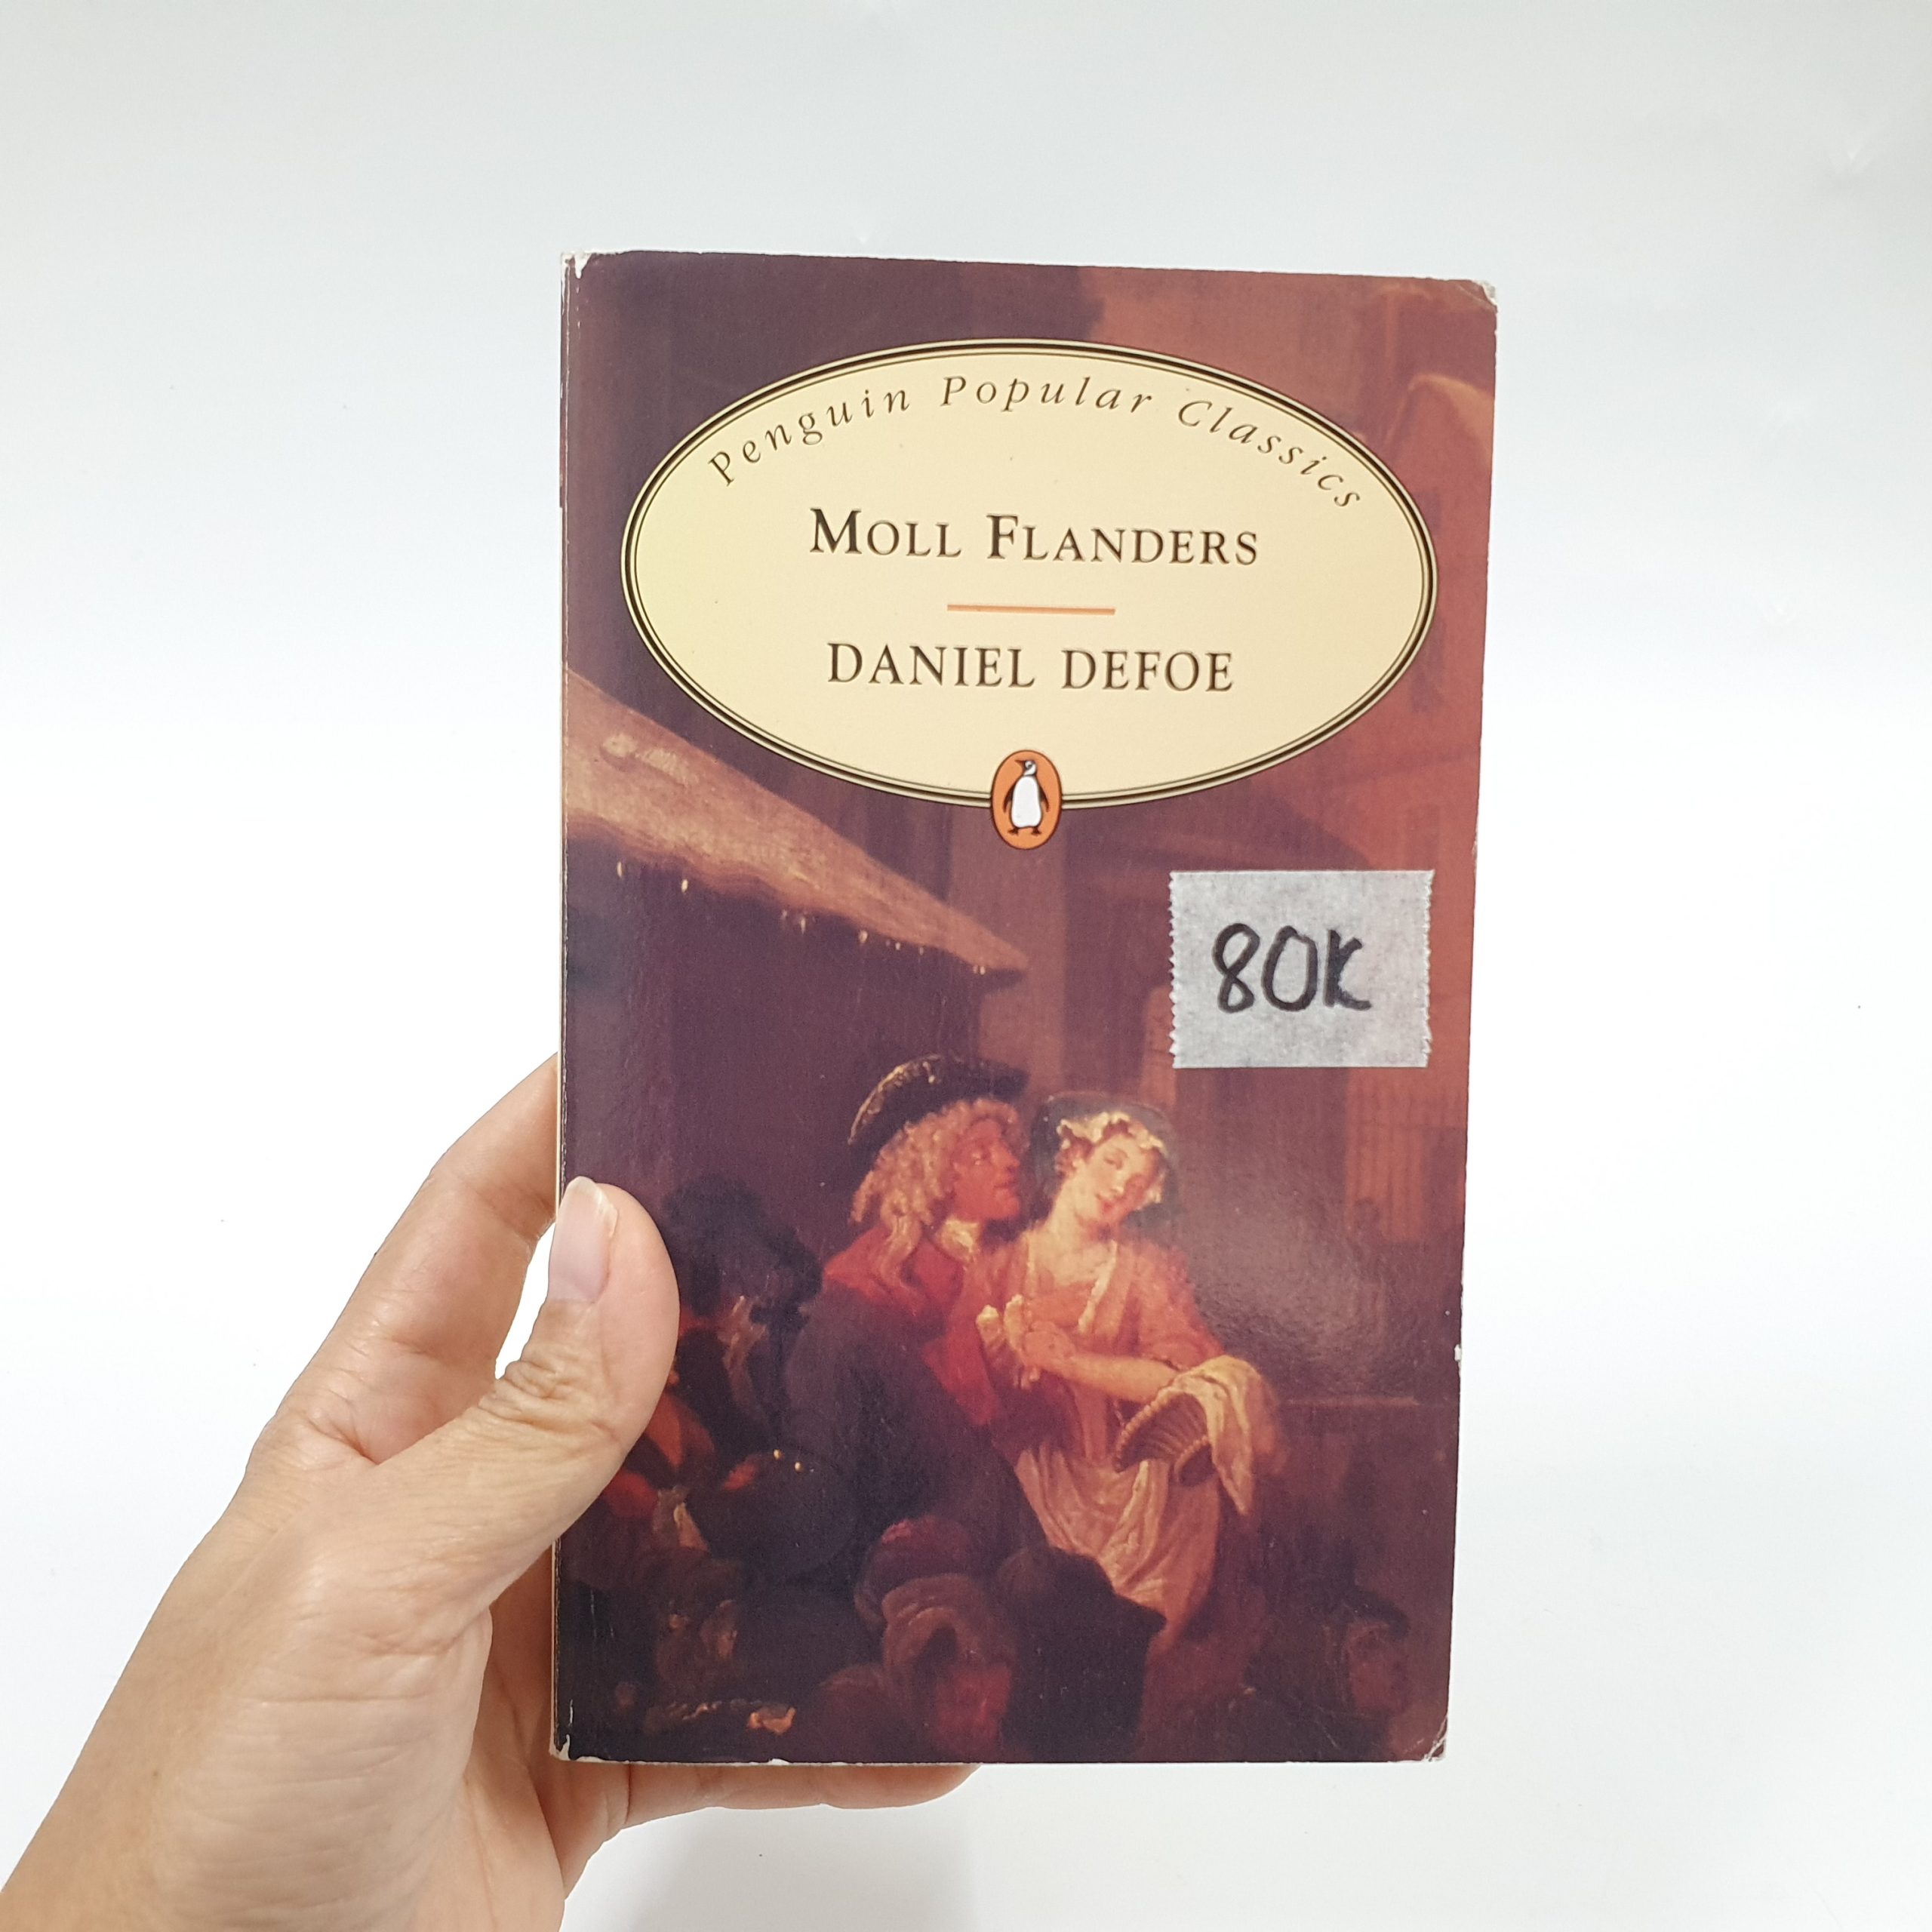 Penguin Popular Classics
MOLL FLANDERS
DANIEL DEFOE
80K